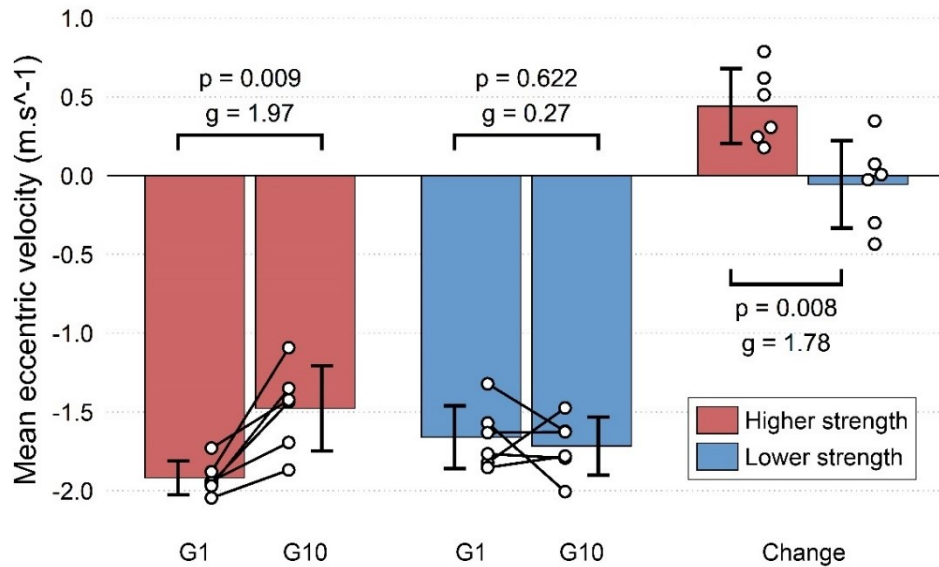 Mean eccentric velocity (m.s^-1)
1.0
0.5
0.0
-0.5
-1.0
-1.5
-2.0
p = 0.009
g = 1.97
p = 0.622
g = 0.27
p = 0.008
g = 1.78
Higher strength
Lower strength
G1
G10
G1
G10
Change